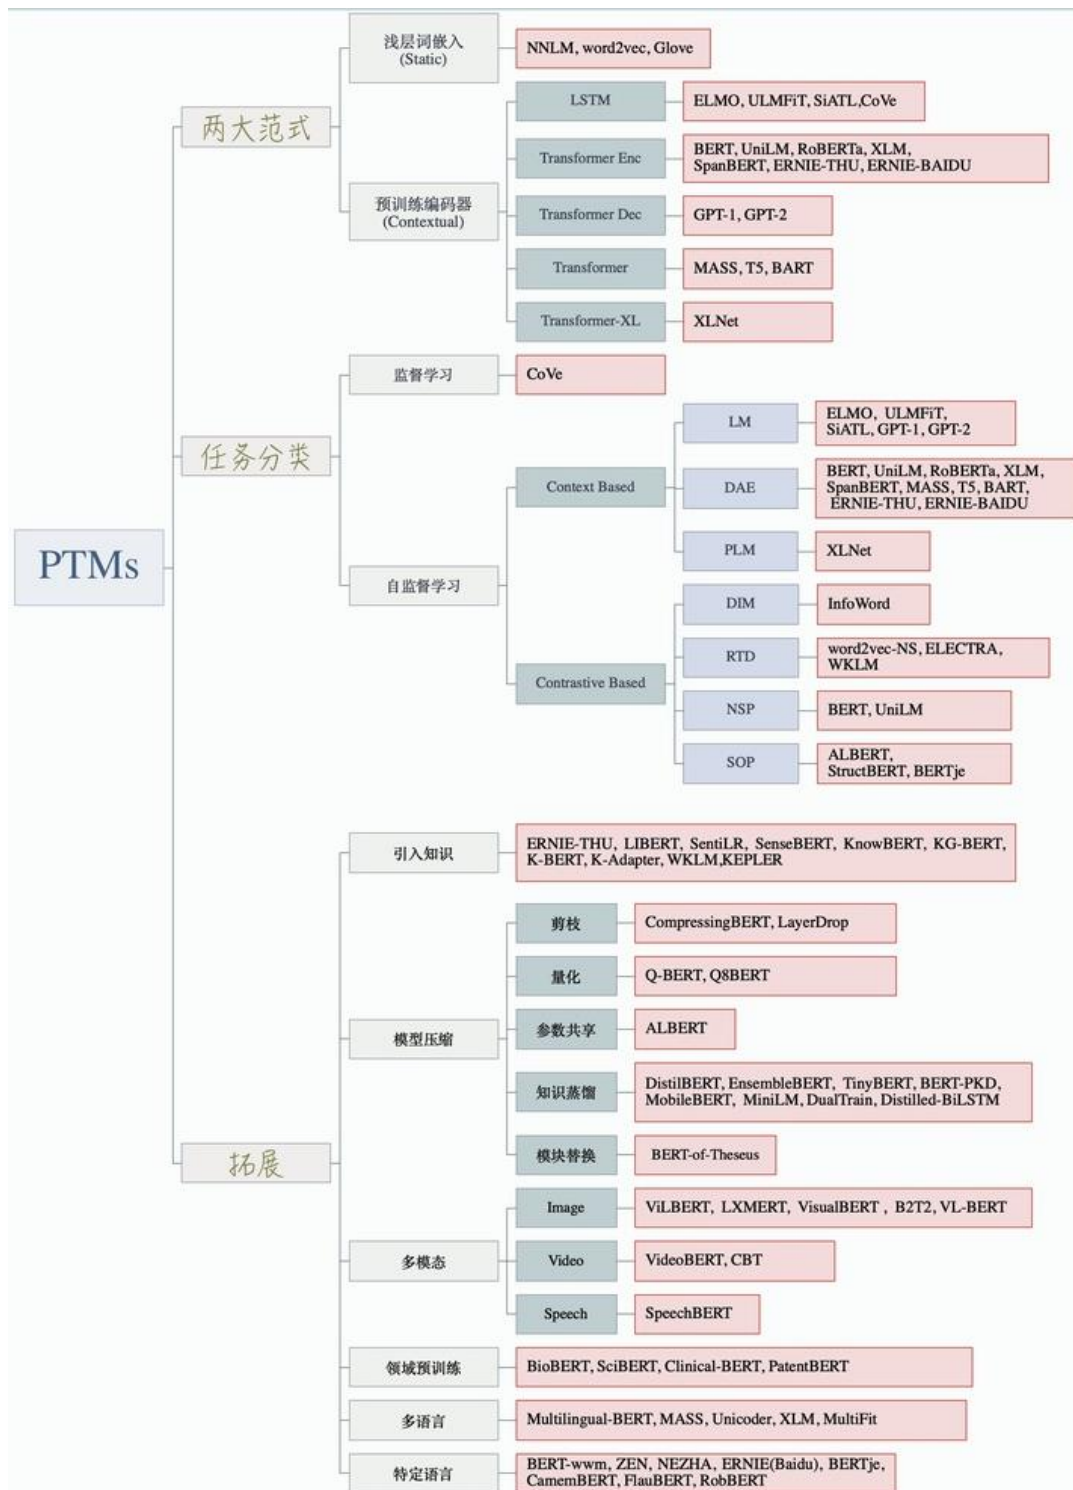 浅层词嵌入
(Static)
NNLM, word2vec, Glove
两大范式
LSTM
ELMO, ULMFiT, SiATL,CoVe
Transformer Enc
BERT, UniLM, RoBERTa, XLM,
SpanBERT, ERNIE-THU, ERNIE-BAIDU
预训练编码器
(Contextual)
Transformer Dec
GPT-1, GPT-2
Transformer
MASS, T5, BART
Transformer-XL
XLNet
监督学习
CoVe
任务分类
LM
ELMO, ULMFiT,
SiATL, GPT-1, GPT-2
Context Based
DAE
BERT, UniLM, RoBERTa, XLM,
SpanBERT, MASS, T5, BART,
ERNIE-THU, ERNIE-BAIDU
PLM
XLNet
PTMs
自监督学习
DIM
InfoWord
RTD
word2vec-NS, ELECTRA,
WKLM
Contrastive Based
NSP
BERT, UniLM
SOP
ALBERT,
StructBERT, BERTje
引入知识
ERNIE-THU, LIBERT, SentiLR, SenseBERT, KnowBERT, KG-BERT,
K-BERT, K-Adapter, WKLM,KEPLER
剪枝
CompressingBERT, LayerDrop
量化
Q-BERT, Q8BERT
模型压缩
参数共享
ALBERT
知识蒸馏
DistilBERT, EnsembleBERT, TinyBERT, BERT-PKD,
MobileBERT, MiniLM, DualTrain, Distilled-BiLSTM
模块替换
BERT-of-Theseus
拓展
Image
ViLBERT, LXMERT, VisualBERT , B2T2, VL-BERT
多模态
Video
VideoBERT, CBT
Speech
SpeechBERT
领域预训练
BioBERT, SciBERT, Clinical-BERT, PatentBERT
多语言
Multilingual-BERT, MASS, Unicoder, XLM, MultiFit
特定语言
BERT-wwm, ZEN, NEZHA, ERNIE(Baidu), BERTje,
CamemBERT, FlauBERT, RobBERT